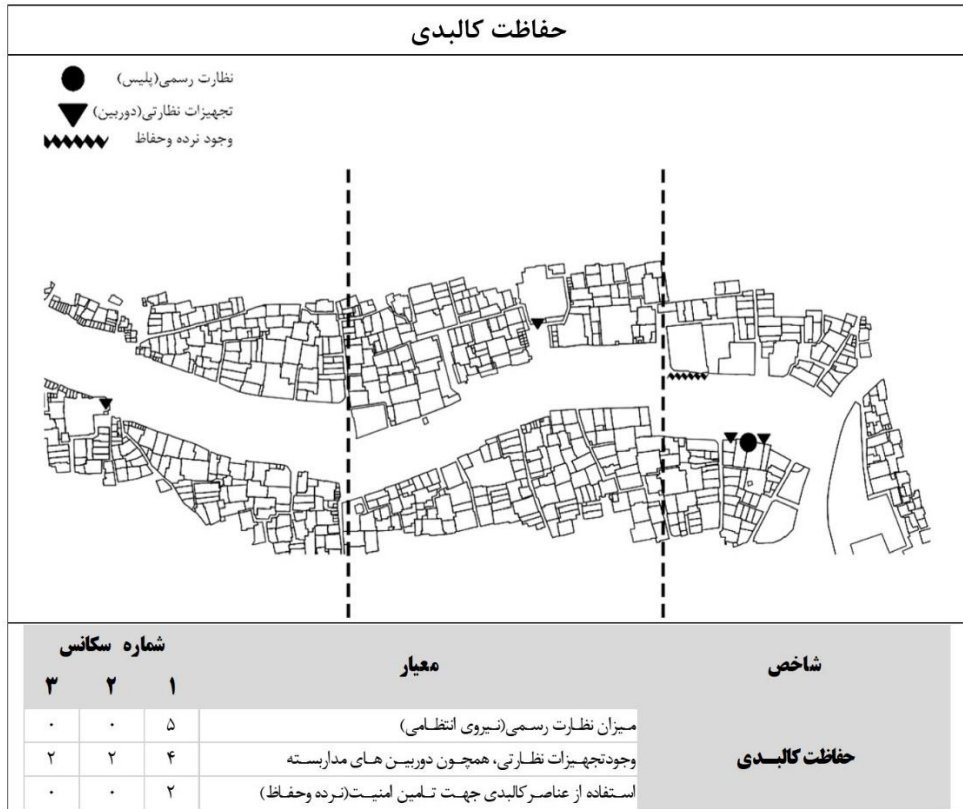 حفاظت کالبدی
نظارت رسمی(پلیس)
تجهیزات نظارتی(دوربین)
وجود نرده وحفاظ
شاخص معیار شماره سکانس
۱ ۲ ۳
حفاظت کالبـــدی
میزان نظارت رسمی(نیروی انتظامی) ۵ ۰ ۰
وجودتجهیزات نظارتی، همچون دوربین های مداربسته ۴ ۲ ۲
استفاده از عناصر کالبدی جهت تامین امنیت(نرده وحفاظ) ۲ ۰ ۰